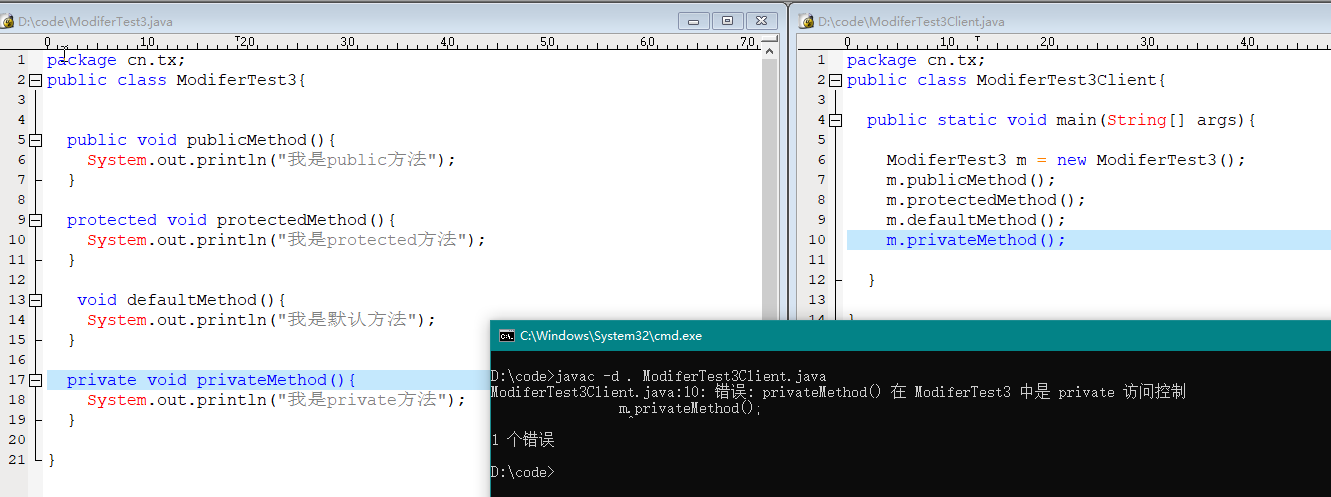 D:\code\ModiferTest3.java
0 10 20 30 40 50 60 70
1 package cn.tx;
2 public class ModiferTest3{
3
4
5 public void publicMethod(){
6 System.out.println("我是public方法");
7 }
8
9 protected void protectedMethod(){
10 System.out.println("我是protected方法");
11 }
12
13 void defaultMethod(){
14 System.out.println("我是默认方法");
15 }
16
17 private void privateMethod(){
18 System.out.println("我是private方法");
19 }
20
21 }
D:\code\ModiferTest3Client.java
0 10 20 30 40
1 package cn.tx;
2 public class ModiferTest3Client{
3
4 public static void main(String[] args){
5
6 ModiferTest3 m = new ModiferTest3();
7 m.publicMethod();
8 m.protectedMethod();
9 m.defaultMethod();
10 m.privateMethod();
11
12 }
13
14 }
C:\Windows\System32\cmd.exe
D:\code>javac -d . ModiferTest3Client.java
ModiferTest3Client.java:10: 错误: privateMethod() 在 ModiferTest3 中是 private 访问控制
m.privateMethod();
^
1 个错误
D:\code>